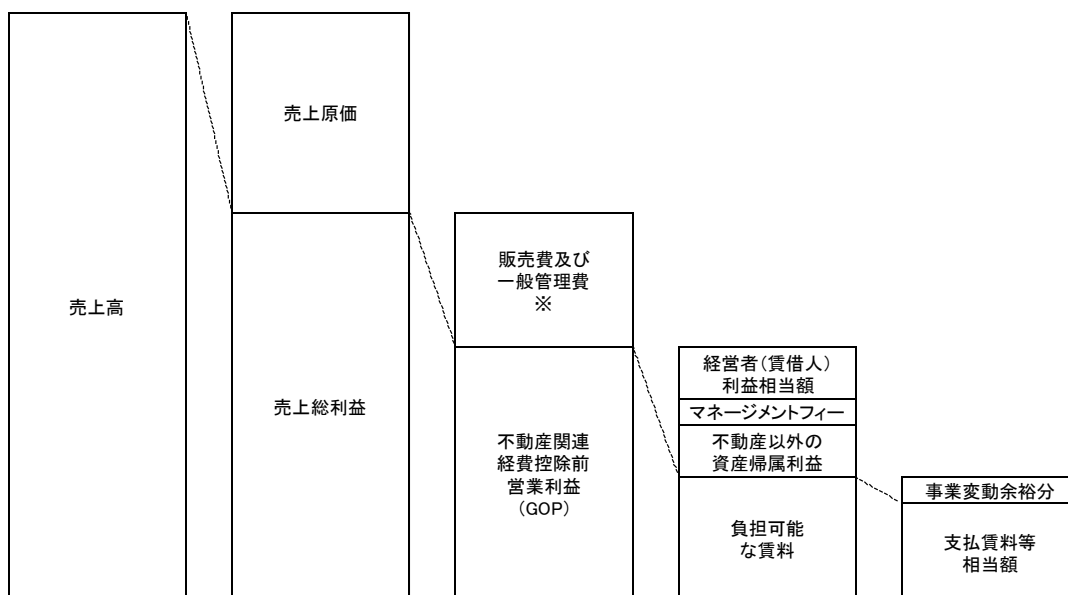 売上高
売上原価
売上総利益
販売費及び
一般管理費
※
不動産関連
経費控除前
営業利益
(GOP)
経営者(賃借人)
利益相当額
マネージメントフィー
不動産以外の
資産帰属利益
負担可能
な賃料
事業変動余裕分
支払賃料等
相当額